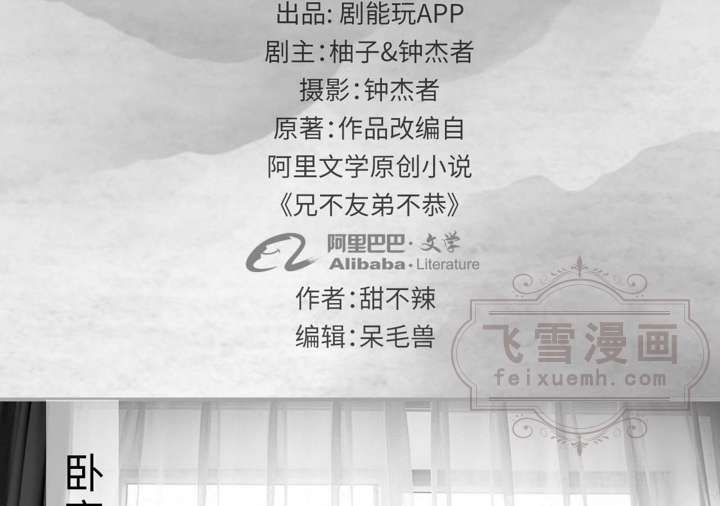 出品: 剧能玩APP
剧主:柚子&钟杰者
摄影:钟杰者
原著:作品改编自
阿里文学原创小说
《兄不友弟不恭》
阿里巴巴·文学
Alibaba·Literature
作者:甜不辣
编辑:呆毛兽
飞雪漫画
feixuemh.com
卧